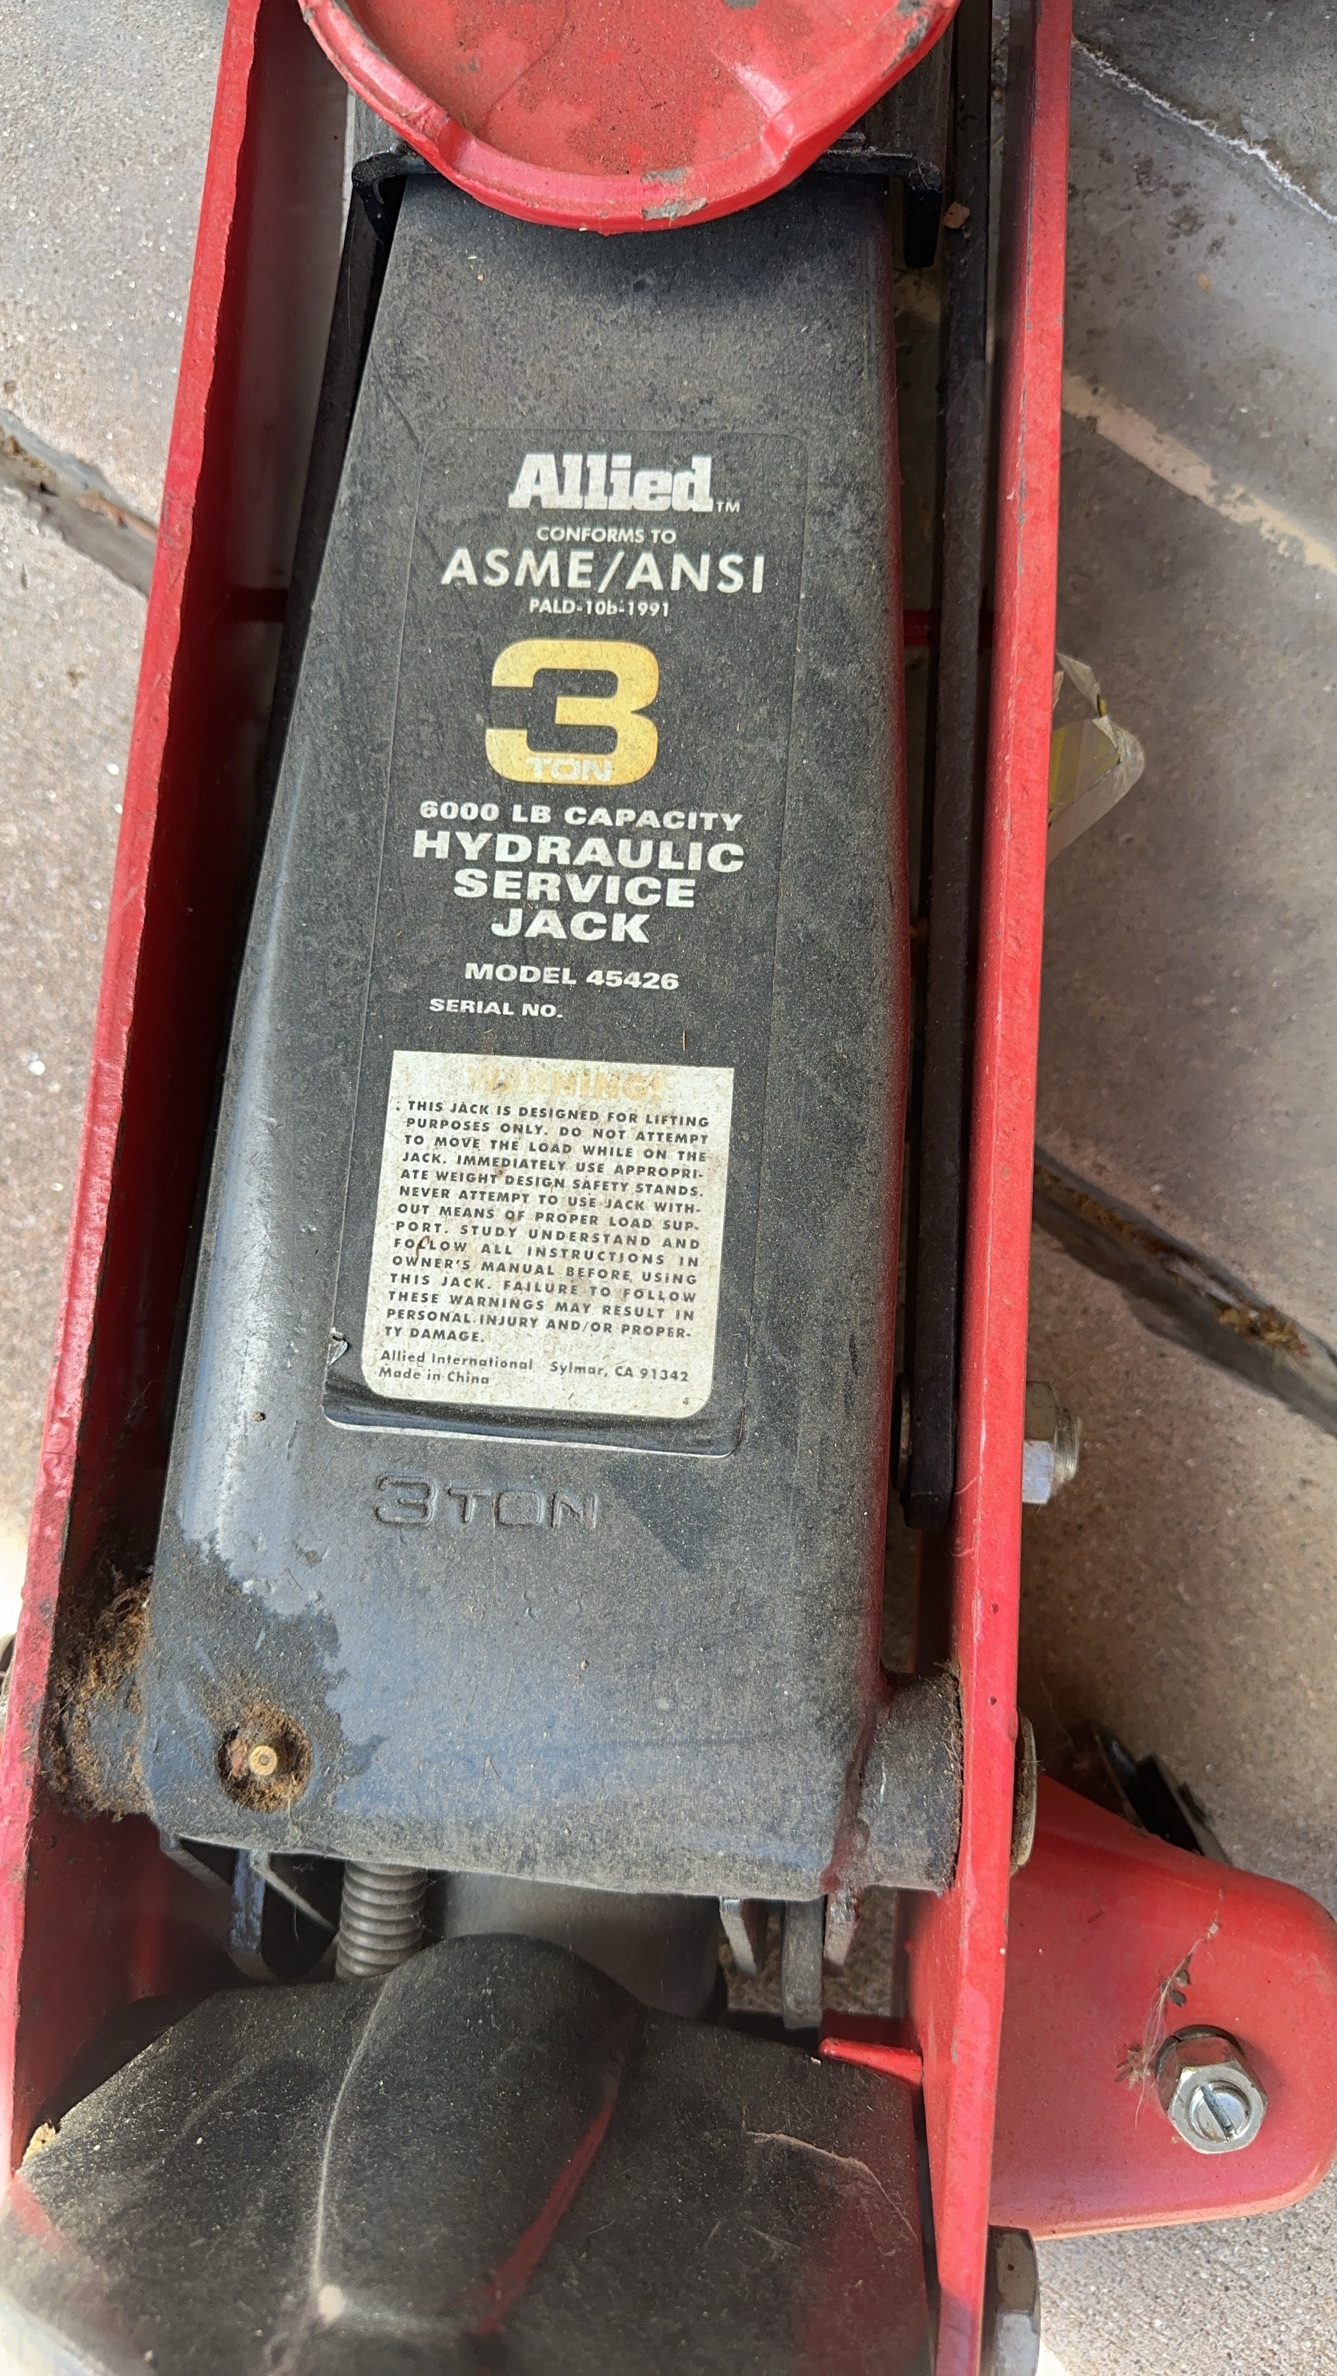 Allied™
CONFORMS TO
ASME/ANSI
PALD-10b-1991
3
TON
6000 LB CAPACITY
HYDRAULIC
SERVICE
JACK
MODEL 45426
SERIAL NO.
WARNING!
THIS JACK IS DESIGNED FOR LIFTING
PURPOSES ONLY. DO NOT ATTEMPT
TO MOVE THE LOAD WHILE ON THE
JACK. IMMEDIATELY USE APPROPRI-
ATE WEIGHT DESIGN SAFETY STANDS.
NEVER ATTEMPT TO USE JACK WITH-
OUT MEANS OF PROPER LOAD SUP-
PORT. STUDY UNDERSTAND AND
FOLLOW ALL INSTRUCTIONS IN
OWNER'S MANUAL BEFORE USING
THIS JACK. FAILURE TO FOLLOW
THESE WARNINGS MAY RESULT IN
PERSONAL INJURY AND/OR PROPER-
TY DAMAGE.
Allied International Sylmar, CA 91342
Made in China
3 TON